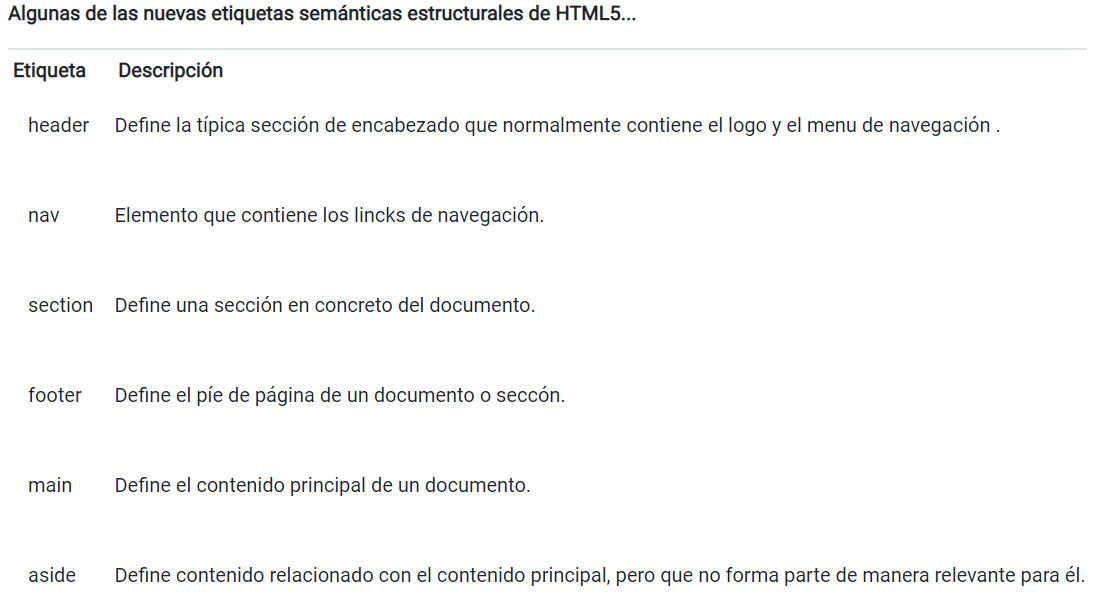 Algunas de las nuevas etiquetas semánticas estructurales de HTML5...
Etiqueta Descripción
header Define la típica sección de encabezado que normalmente contiene el logo y el menu de navegación .
nav Elemento que contiene los lincks de navegación.
section Define una sección en concreto del documento.
footer Define el píe de página de un documento o seccón.
main Define el contenido principal de un documento.
aside Define contenido relacionado con el contenido principal, pero que no forma parte de manera relevante para él.